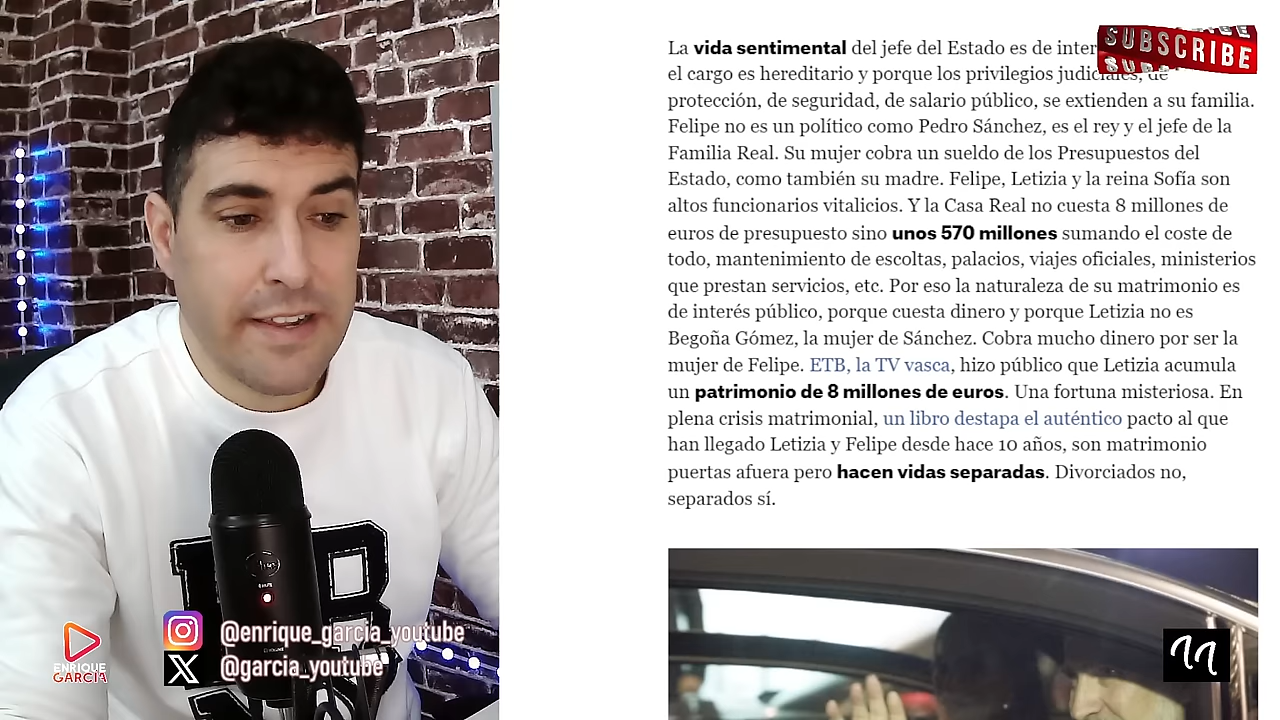 La vida sentimental del jefe del Estado es de
el cargo es hereditario y porque los privilegios judiciales, de
protección, de seguridad, de salario público, se extienden a su familia.
Felipe no es un político como Pedro Sánchez, es el rey y el jefe de la
Familia Real. Su mujer cobra un sueldo de los Presupuestos del
Estado, como también su madre. Felipe, Letizia y la reina Sofía son
altos funcionarios vitalicios. Y la Casa Real no cuesta 8 millones de
euros de presupuesto sino unos 570 millones sumando el coste de
todo, mantenimiento de escoltas, palacios, viajes oficiales, ministerios
que prestan servicios, etc. Por eso la naturaleza de su matrimonio es
de interés público, porque cuesta dinero y porque Letizia no es
Begoña Gómez, la mujer de Sánchez. Cobra mucho dinero por ser la
mujer de Felipe. ETB, la TV vasca, hizo público que Letizia acumula
un patrimonio de 8 millones de euros. Una fortuna misteriosa. En
plena crisis matrimonial, un libro destapa el auténtico pacto al que
han llegado Letizia y Felipe desde hace 10 años, son matrimonio
puertas afuera pero hacen vidas separadas. Divorciados no,
separados sí.
SUBSCRIBE
@enrique_garcia_youtube
@garcia_youtube
ENRIQUE
GARCIA